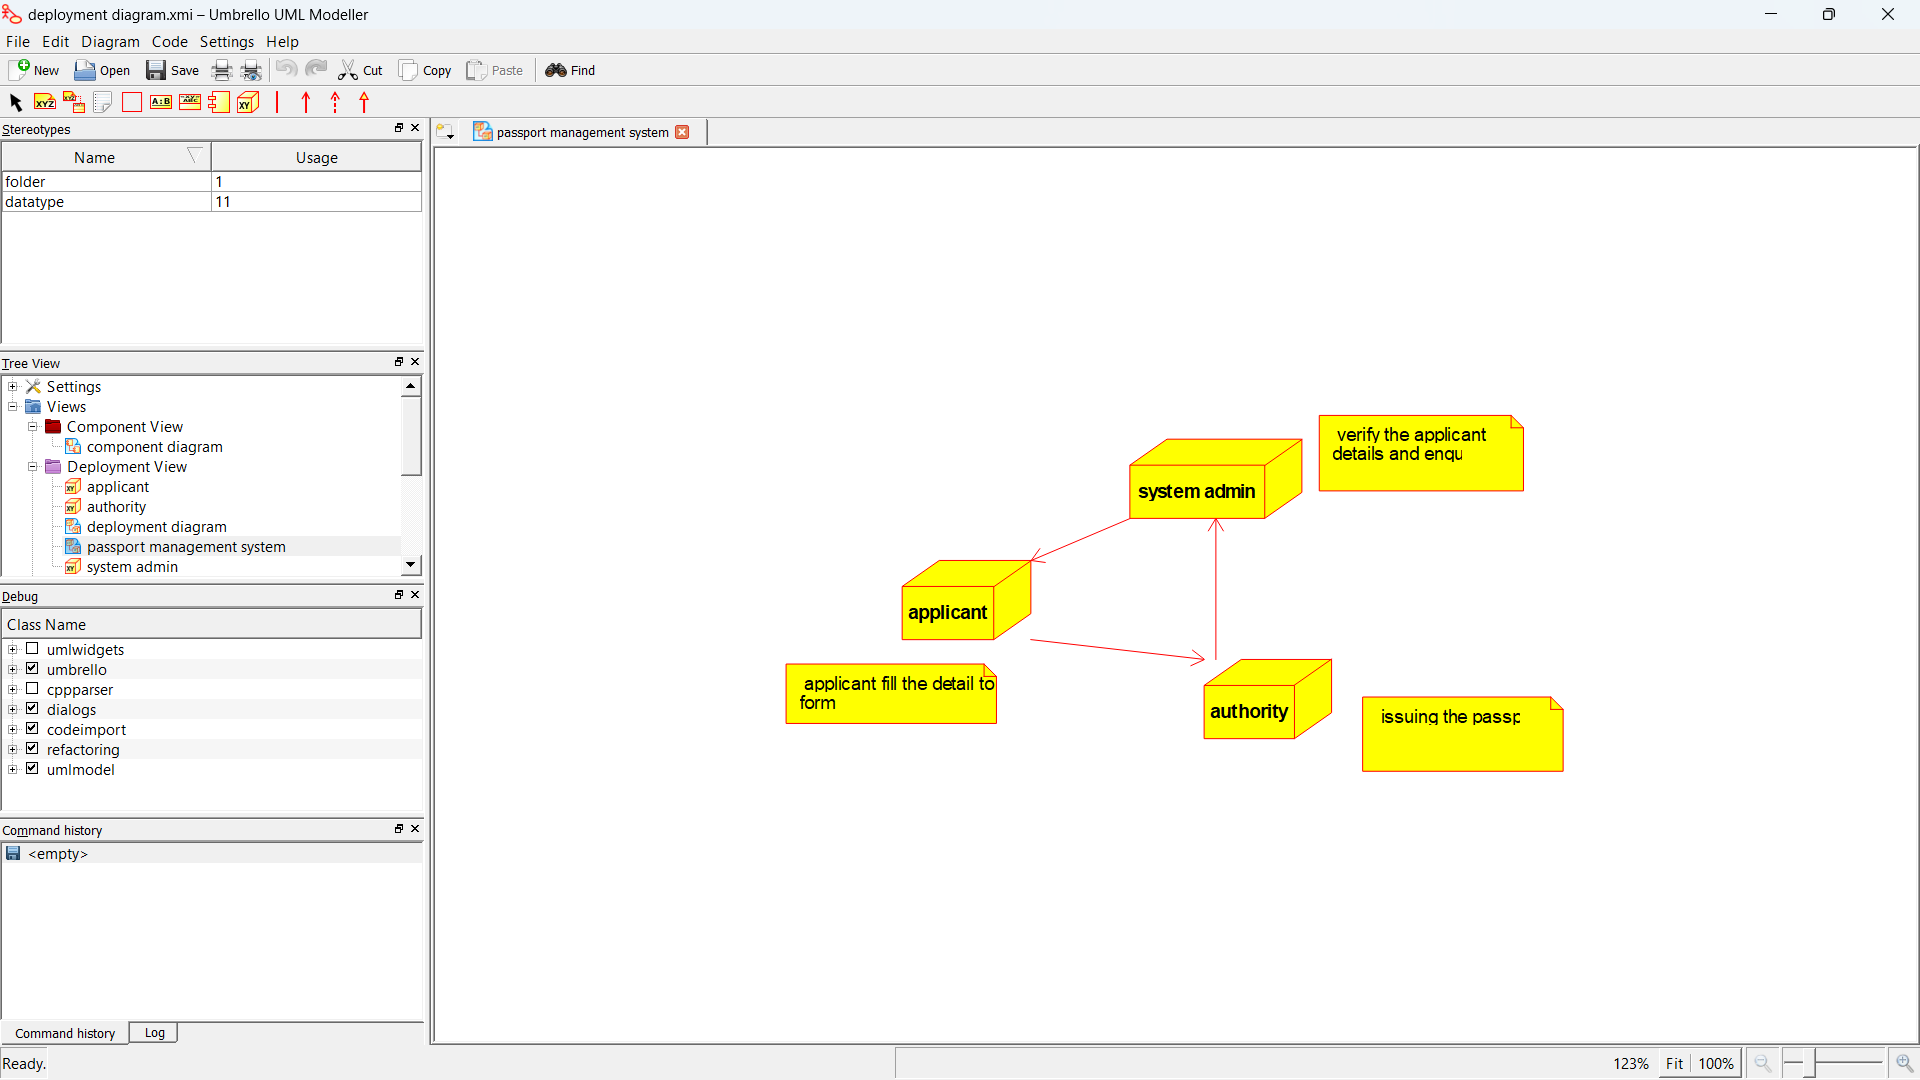 deployment diagram.xmi – Umbrello UML Modeller
File Edit Diagram Code Settings Help
New Open Save Cut Copy Paste Find
XYZ XYZ A:B ABC XY
Stereotypes
passport management system
Name Usage
folder 1
datatype 11
Tree View
Settings
Views
Component View
component diagram
Deployment View
applicant
authority
deployment diagram
passport management system
system admin
Debug
Class Name
umlwidgets
umbrello
cppparser
dialogs
codeimport
refactoring
umlmodel
Command history
<empty>
Command history Log
Ready.
verify the applicant
details and enqu
system admin
applicant
applicant fill the detail to
form
authority
issuing the passp
123% Fit 100%